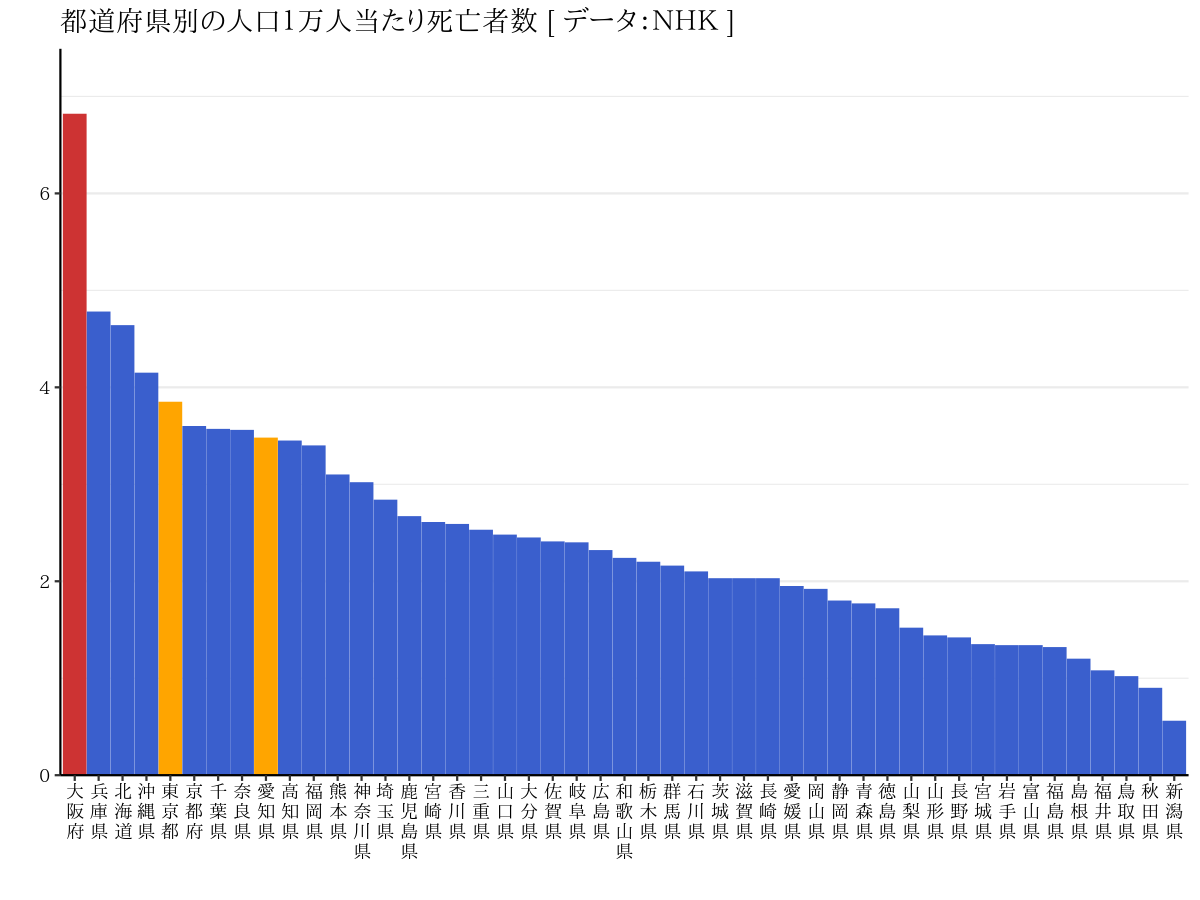 都道府県別の人口1万人当たり死亡者数 [ データ：NHK ]
6
4
2
0
大阪府
兵庫県
北海道
沖縄県
東京都
京都府
千葉県
奈良県
愛知県
高知県
福岡県
熊本県
神奈川県
埼玉県
鹿児島県
宮崎県
香川県
三重県
山口県
大分県
佐賀県
岐阜県
広島県
和歌山県
栃木県
群馬県
石川県
茨城県
滋賀県
長崎県
愛媛県
岡山県
静岡県
青森県
徳島県
山梨県
山形県
長野県
宮城県
岩手県
富山県
福島県
島根県
福井県
鳥取県
秋田県
新潟県